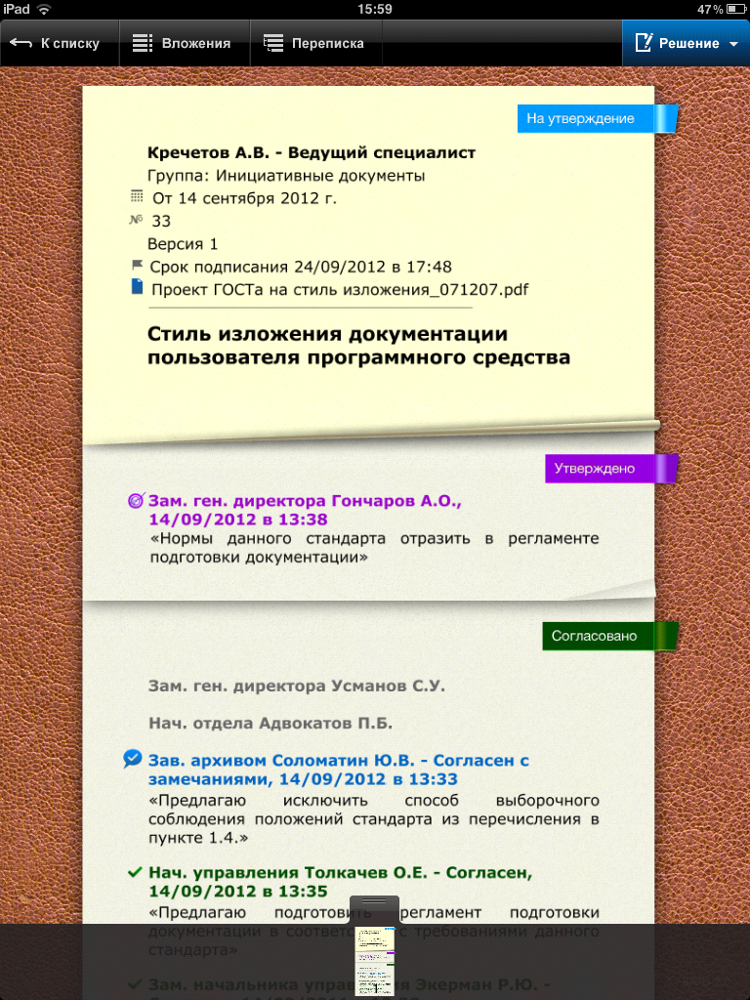 iPad 15:59 47%
К списку Вложения Переписка Решение
На утверждение
Кречетов А.В. - Ведущий специалист
Группа: Инициативные документы
От 14 сентября 2012 г.
№ 33
Версия 1
Срок подписания 24/09/2012 в 17:48
Проект ГОСТа на стиль изложения_071207.pdf
Стиль изложения документации
пользователя программного средства
Утверждено
Зам. ген. директора Гончаров А.О.,
14/09/2012 в 13:38
«Нормы данного стандарта отразить в регламенте
подготовки документации»
Согласовано
Зам. ген. директора Усманов С.У.
Нач. отдела Адвокатов П.Б.
Зав. архивом Соломатин Ю.В. - Согласен с
замечаниями, 14/09/2012 в 13:33
«Предлагаю исключить способ выборочного
соблюдения положений стандарта из перечисления в
пункте 1.4.»
Нач. управления Толкачев О.Е. - Согласен,
14/09/2012 в 13:35
«Предлагаю подготовить регламент подготовки
документации в с требованиями данного
стандарта»
Зам. начальника Экерман Р.Ю. -
1